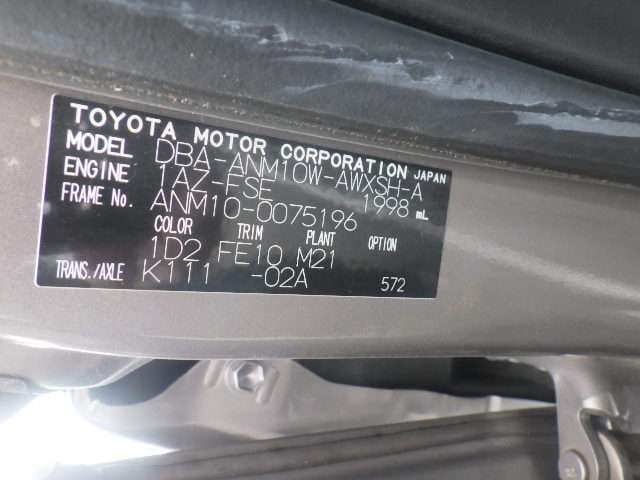 TOYOTA MOTOR CORPORATION JAPAN
MODEL DBA-ANM10W-AWXSH-A
ENGINE 1AZ-FSE 1998 mL
FRAME No. ANM10-0075196
COLOR TRIM PLANT OPTION
1D2 FE10 M21
TRANS./AXLE K111 -02A 572